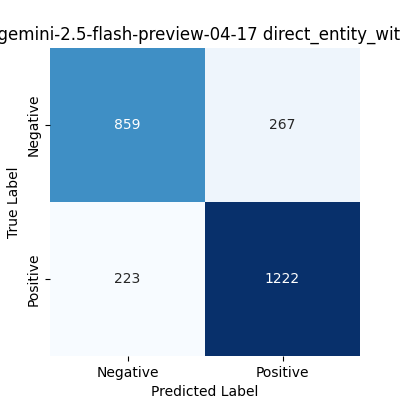 gemini-2.5-flash-preview-04-17 direct_entity_wit
Negative
859
267
True Label
Positive
223
1222
Negative
Positive
Predicted Label